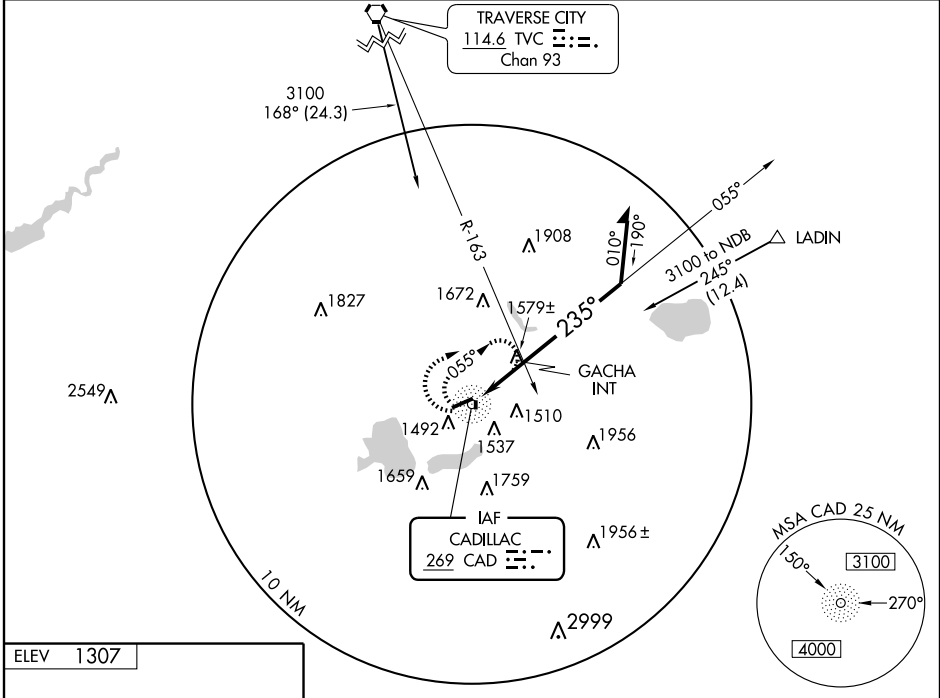 TRAVERSE CITY
114.6 TVC
Chan 93
3100
168° (24.3)
R-163
055°
010°
190°
LADIN
3100 to NDB
245°
(12.4)
1908
1827
1672
1579±
235°
055°
GACHA
INT
2549
1492
1510
1537
1956
1659
1759
IAF
CADILLAC
269 CAD
1956±
10 NM
2999
MSA CAD 25 NM
150°
3100
270°
4000
ELEV 1307